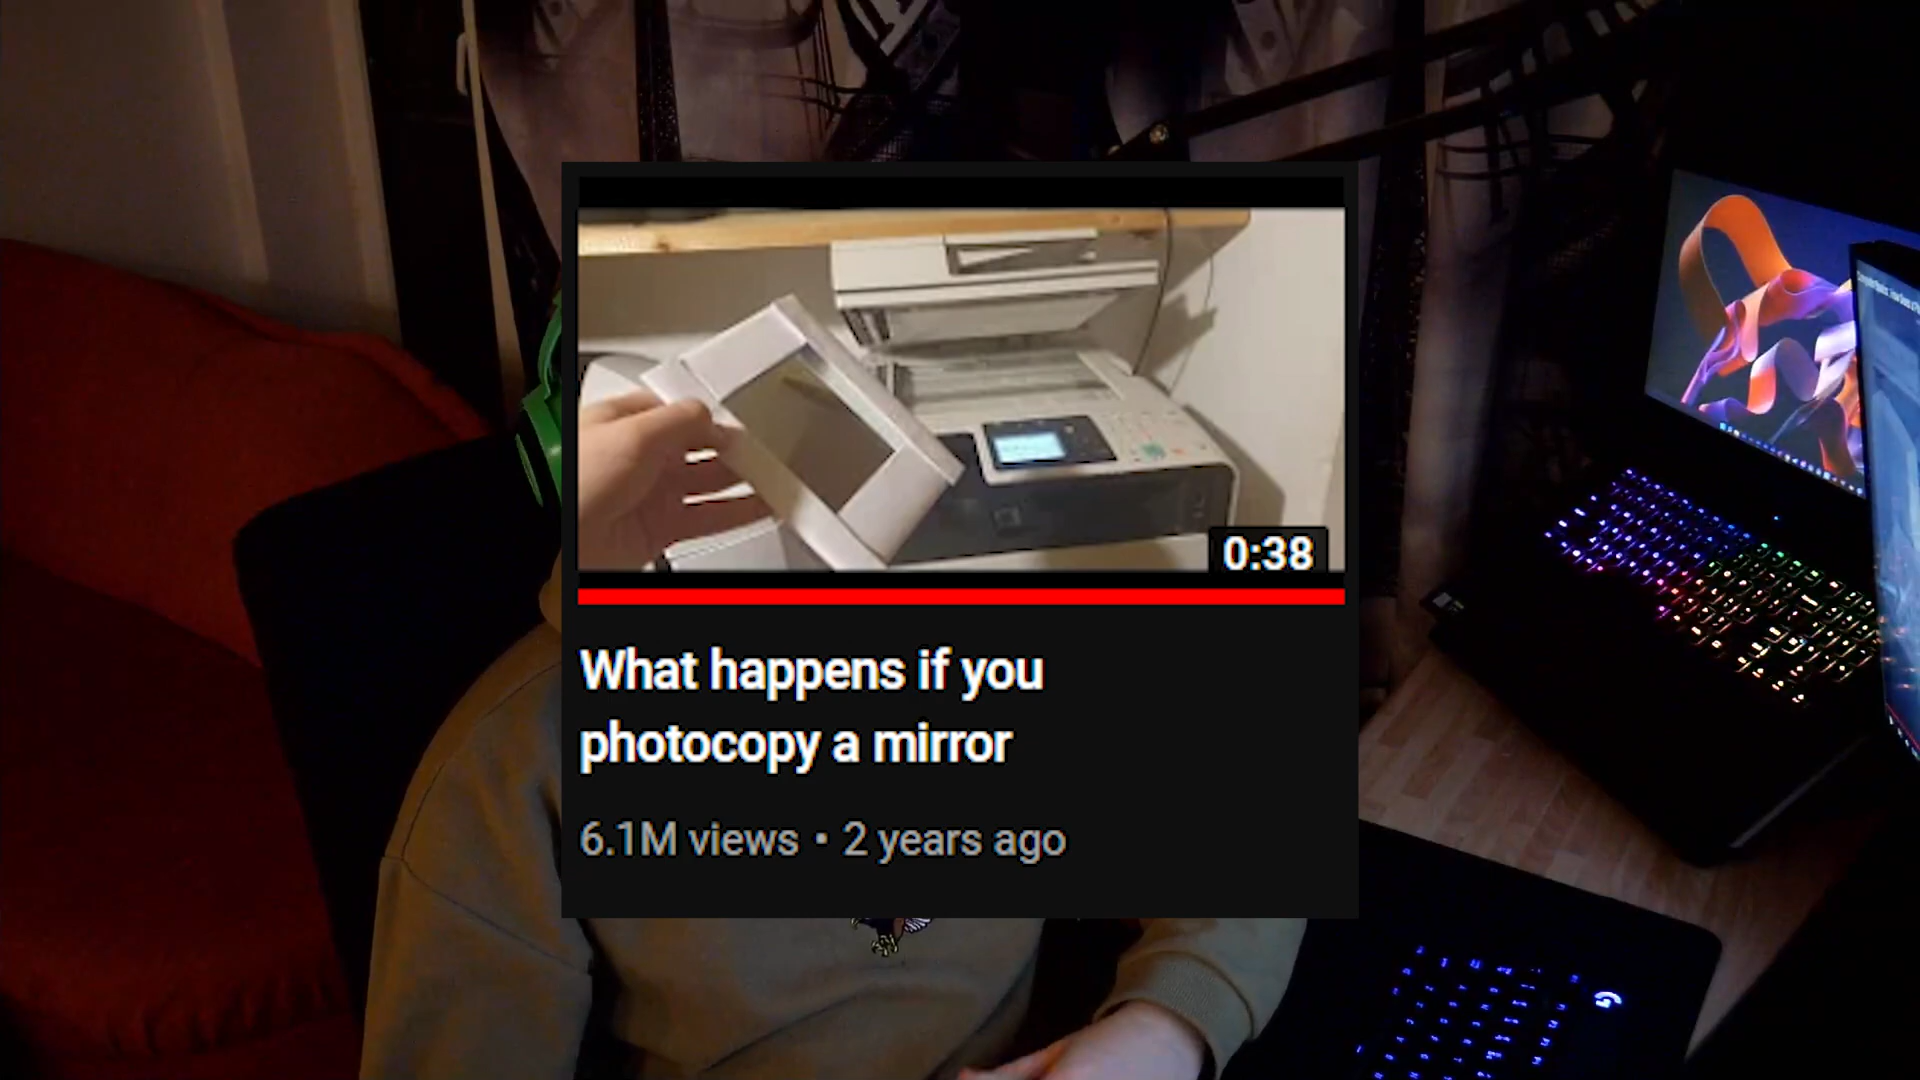 0:38
What happens if you
photocopy a mirror
6.1M views • 2 years ago